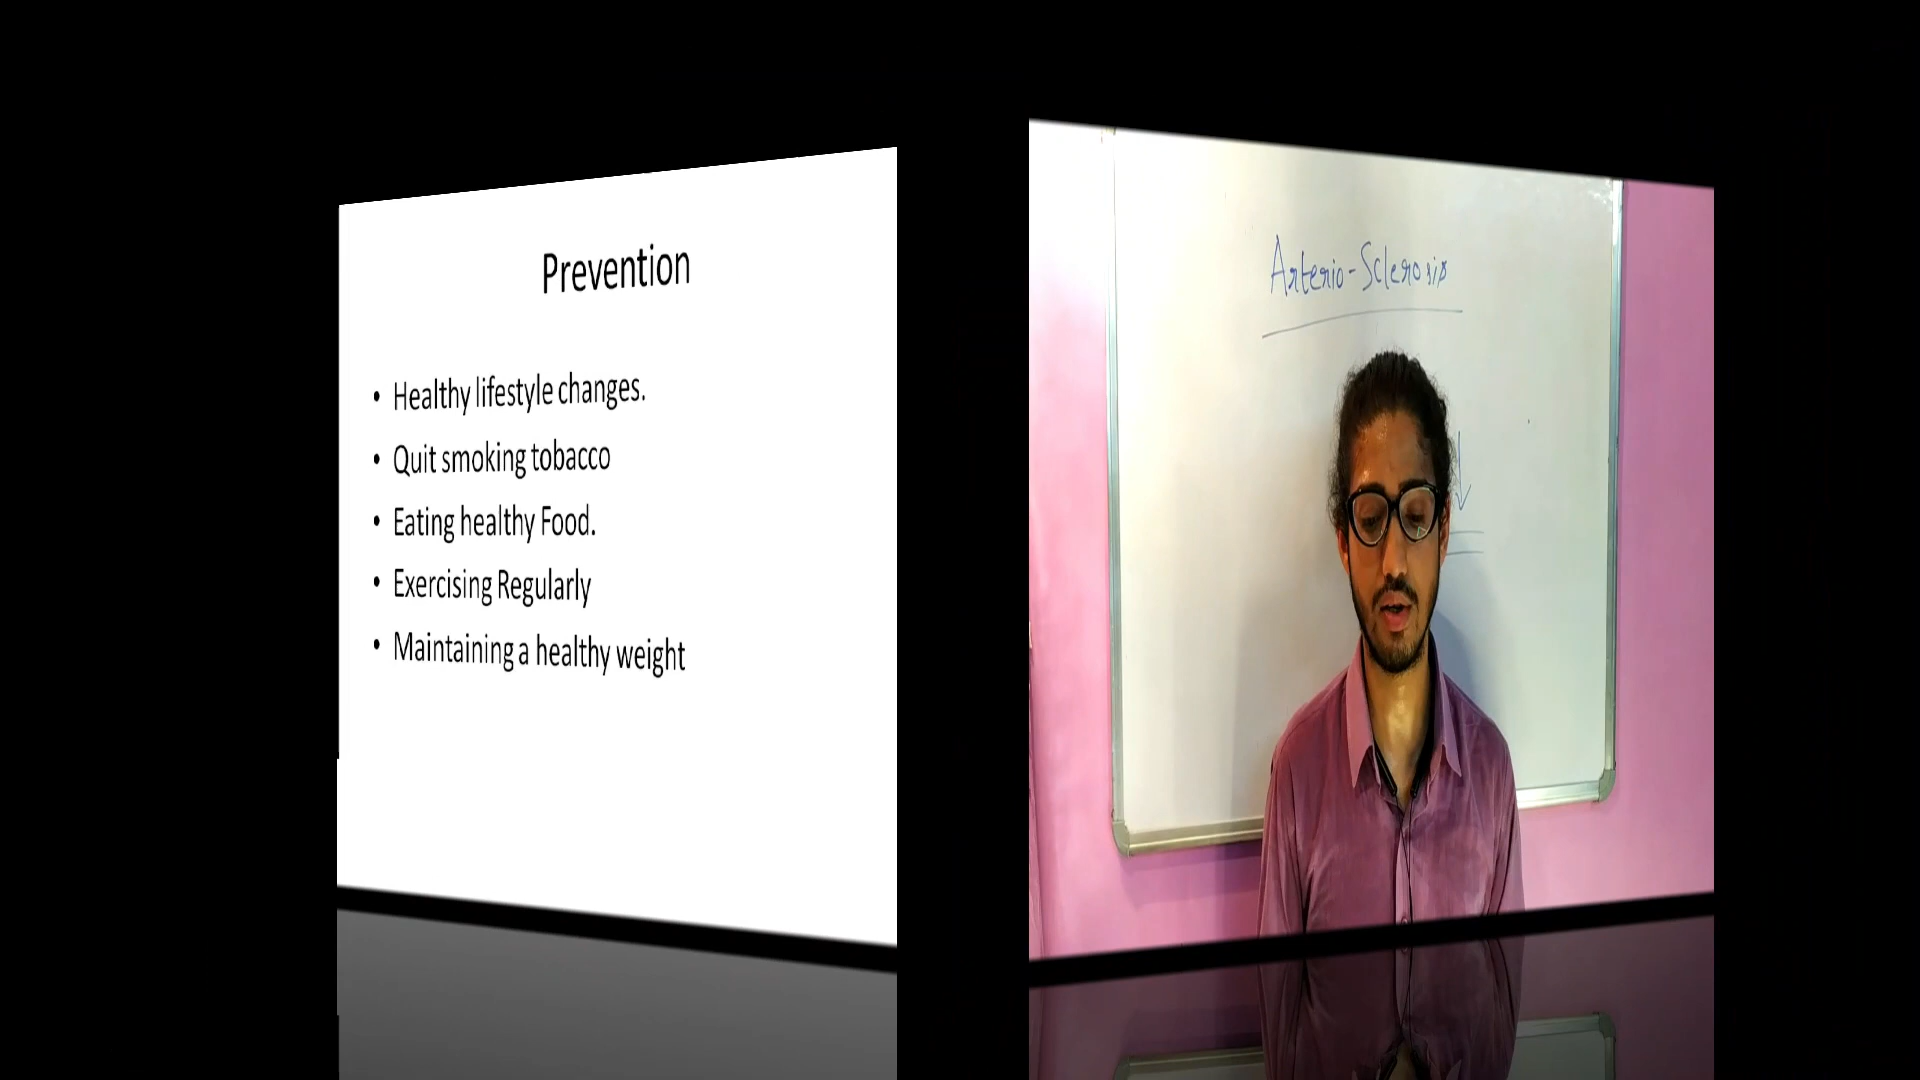 Prevention
• Healthy lifestyle changes.
• Quit smoking tobacco
• Eating healthy Food.
• Exercising Regularly
• Maintaining a healthy weight
Arterio-Sclerosis